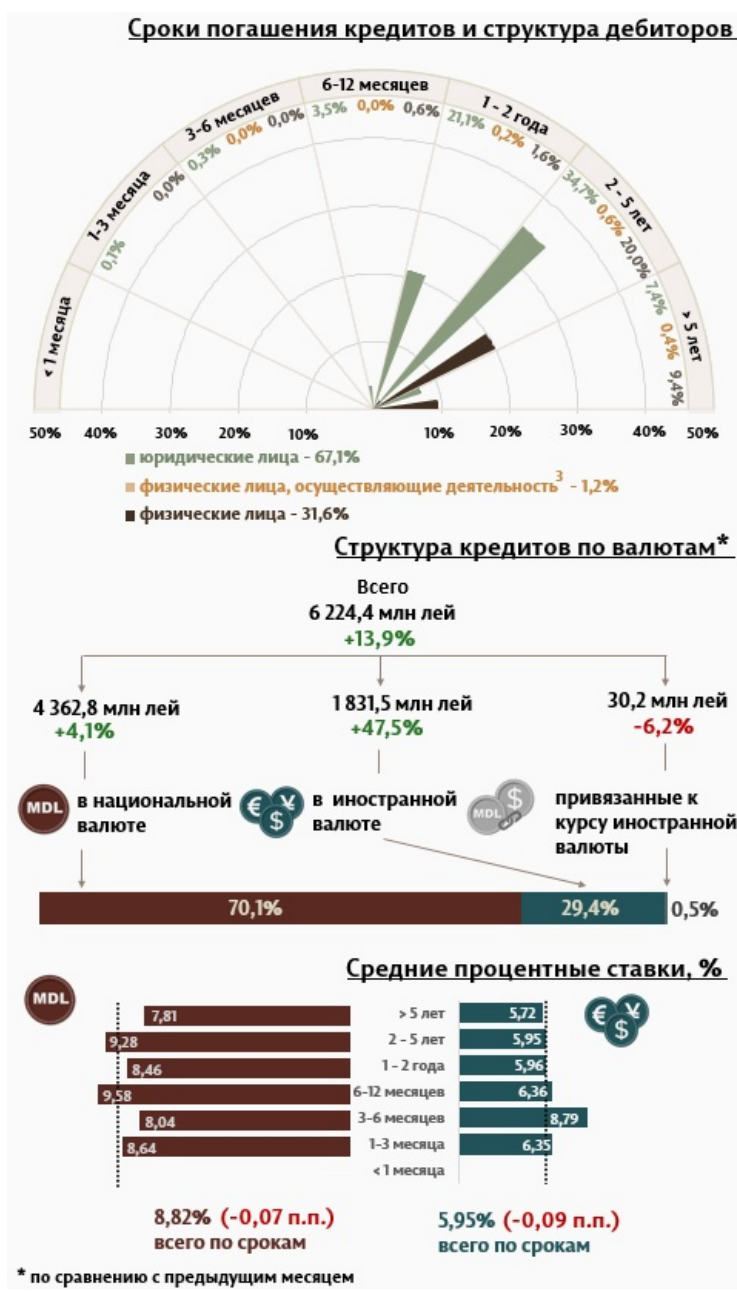 Сроки погашения кредитов и структура дебиторов
< 1 месяца
1-3 месяца
0,1%
3-6 месяцев
0,0%
0,3%
0,0%
0,0%
6-12 месяцев
3,5%
0,0%
0,6%
1 - 2 года
21,1%
0,2%
1,6%
2 - 5 лет
34,7%
0,6%
20,0%
> 5 лет
7,4%
0,4%
9,4%
50% 40% 30% 20% 10% 10% 20% 30% 40% 50%
юридические лица - 67,1%
физические лица, осуществляющие деятельность3 - 1,2%
физические лица - 31,6%
Структура кредитов по валютам*
Всего
6 224,4 млн лей
+13,9%
4 362,8 млн лей
+4,1%
1 831,5 млн лей
+47,5%
30,2 млн лей
-6,2%
MDL
в национальной
валюте
€ ¥ $
в иностранной
валюте
MDL $
привязанные к
курсу иностранной
валюты
70,1% 29,4% 0,5%
Средние процентные ставки, %
MDL
€ ¥ $
7,81 > 5 лет 5,72
9,28 2 - 5 лет 5,95
8,46 1 - 2 года 5,96
9,58 6-12 месяцев 6,36
8,04 3-6 месяцев 8,79
8,64 1-3 месяца 6,35
< 1 месяца
8,82% (-0,07 п.п.)
всего по срокам
5,95% (-0,09 п.п.)
всего по срокам
* по сравнению с предыдущим месяцем